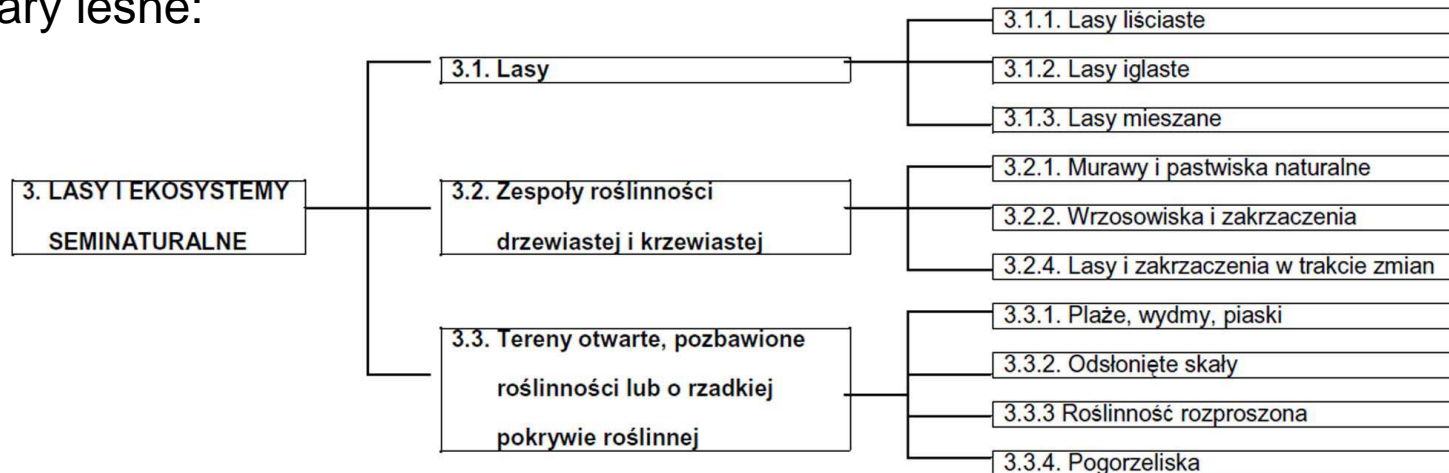 leśne:
3. LASY I EKOSYSTEMY
SEMINATURALNE
3.1. Lasy
3.1.1. Lasy liściaste
3.1.2. Lasy iglaste
3.1.3. Lasy mieszane
3.2. Zespoły roślinności
drzewiastej i krzewiastej
3.2.1. Murawy i pastwiska naturalne
3.2.2. Wrzosowiska i zakrzaczenia
3.2.4. Lasy i zakrzaczenia w trakcie zmian
3.3. Tereny otwarte, pozbawione
roślinności lub o rzadkiej
pokrywie roślinnej
3.3.1. Plaże, wydmy, piaski
3.3.2. Odsłonięte skały
3.3.3 Roślinność rozproszona
3.3.4. Pogorzeliska